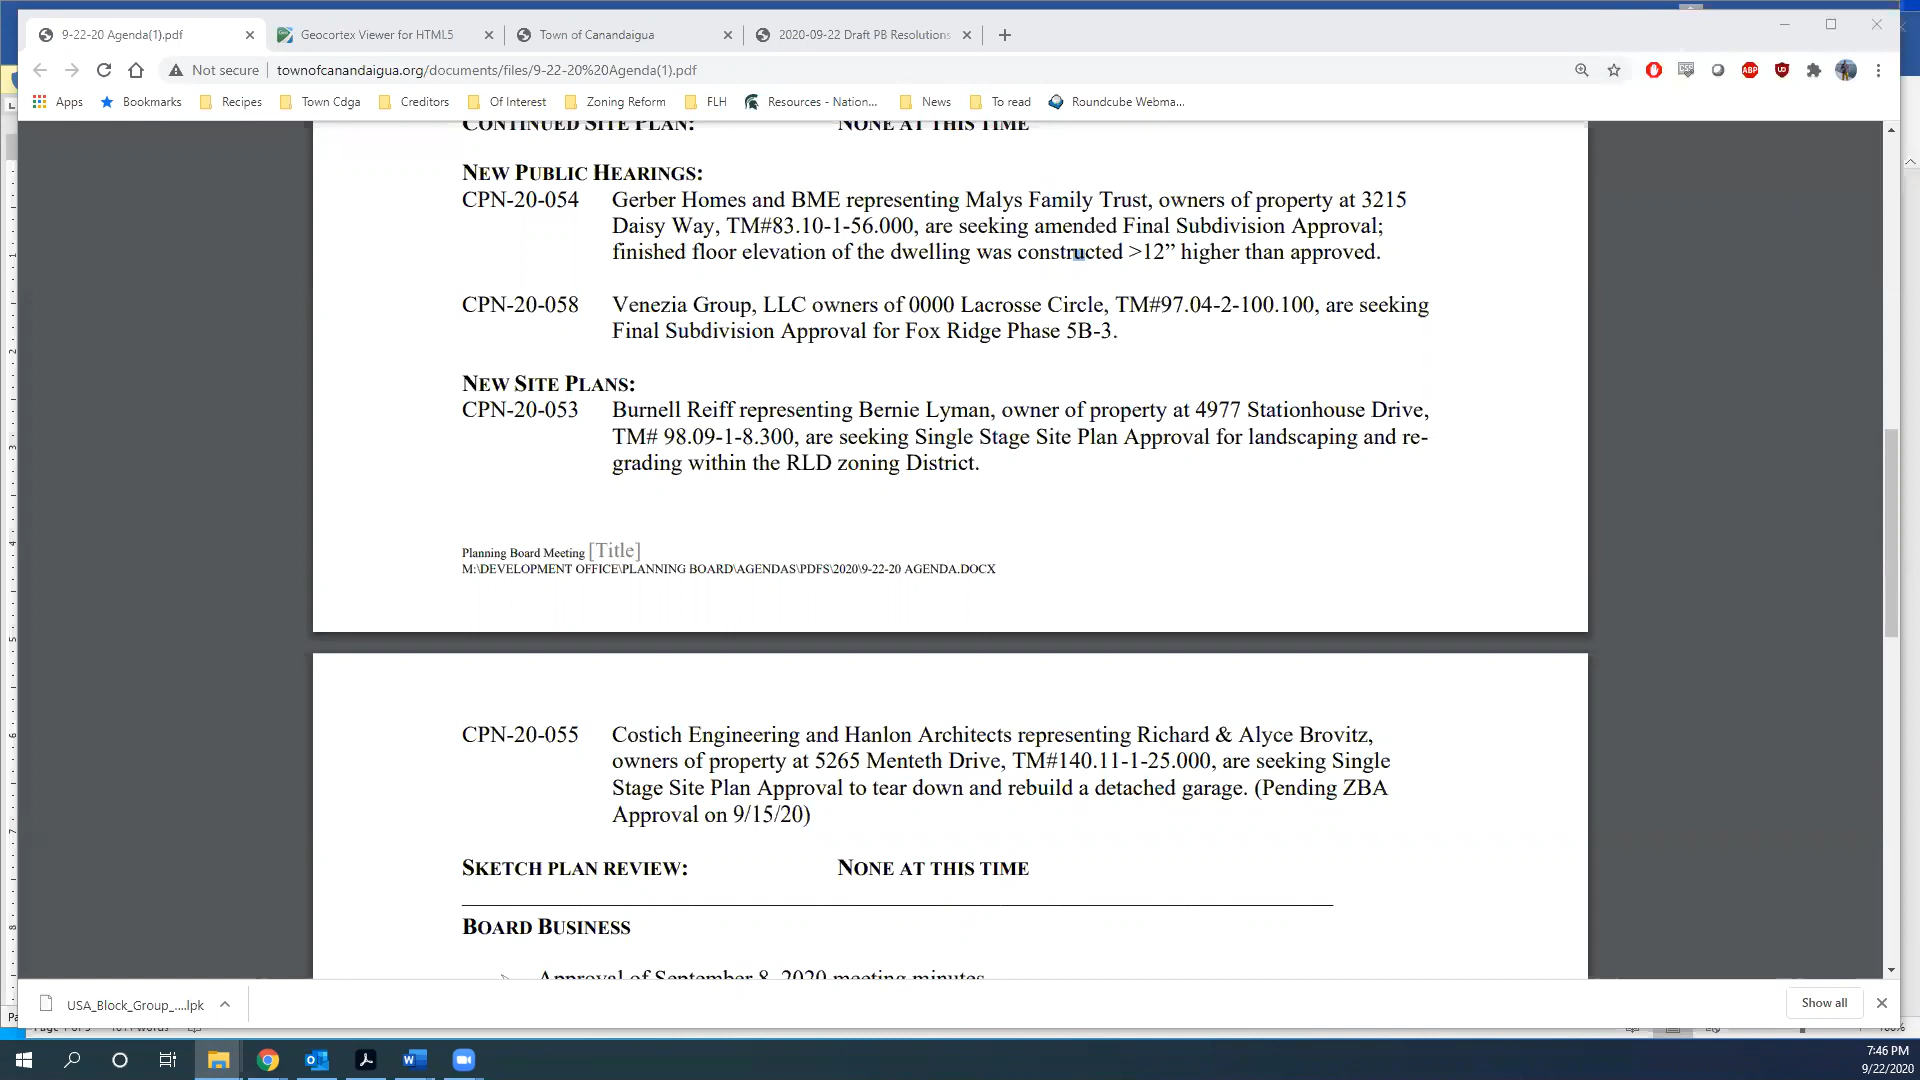 9-22-20 Agenda(1).pdf
Geocortex Viewer for HTML5
Town of Canandaigua
2020-09-22 Draft PB Resolutions
Not secure
townofcanandaigua.org/documents/files/9-22-20%20Agenda(1).pdf
Apps
Bookmarks
Recipes
Town Cdga
Creditors
Of Interest
Zoning Reform
FLH
Resources - Nation...
News
To read
Roundcube Webma...
CONTINUED SITE PLAN: NONE AT THIS TIME
NEW PUBLIC HEARINGS:
CPN-20-054 Gerber Homes and BME representing Malys Family Trust, owners of property at 3215
Daisy Way, TM#83.10-1-56.000, are seeking amended Final Subdivision Approval;
finished floor elevation of the dwelling was constructed >12” higher than approved.
CPN-20-058 Venezia Group, LLC owners of 0000 Lacrosse Circle, TM#97.04-2-100.100, are seeking
Final Subdivision Approval for Fox Ridge Phase 5B-3.
NEW SITE PLANS:
CPN-20-053 Burnell Reiff representing Bernie Lyman, owner of property at 4977 Stationhouse Drive,
TM# 98.09-1-8.300, are seeking Single Stage Site Plan Approval for landscaping and re-
grading within the RLD zoning District.
Planning Board Meeting [Title]
M:\DEVELOPMENT OFFICE\PLANNING BOARD\AGENDAS\PDFS\2020\9-22-20 AGENDA.DOCX
CPN-20-055 Costich Engineering and Hanlon Architects representing Richard & Alyce Brovitz,
owners of property at 5265 Menteth Drive, TM#140.11-1-25.000, are seeking Single
Stage Site Plan Approval to tear down and rebuild a detached garage. (Pending ZBA
Approval on 9/15/20)
SKETCH PLAN REVIEW: NONE AT THIS TIME
BOARD BUSINESS
Approval of September 8, 2020 meeting minutes
USA_Block_Group_....lpk
Show all
7:46 PM
9/22/2020